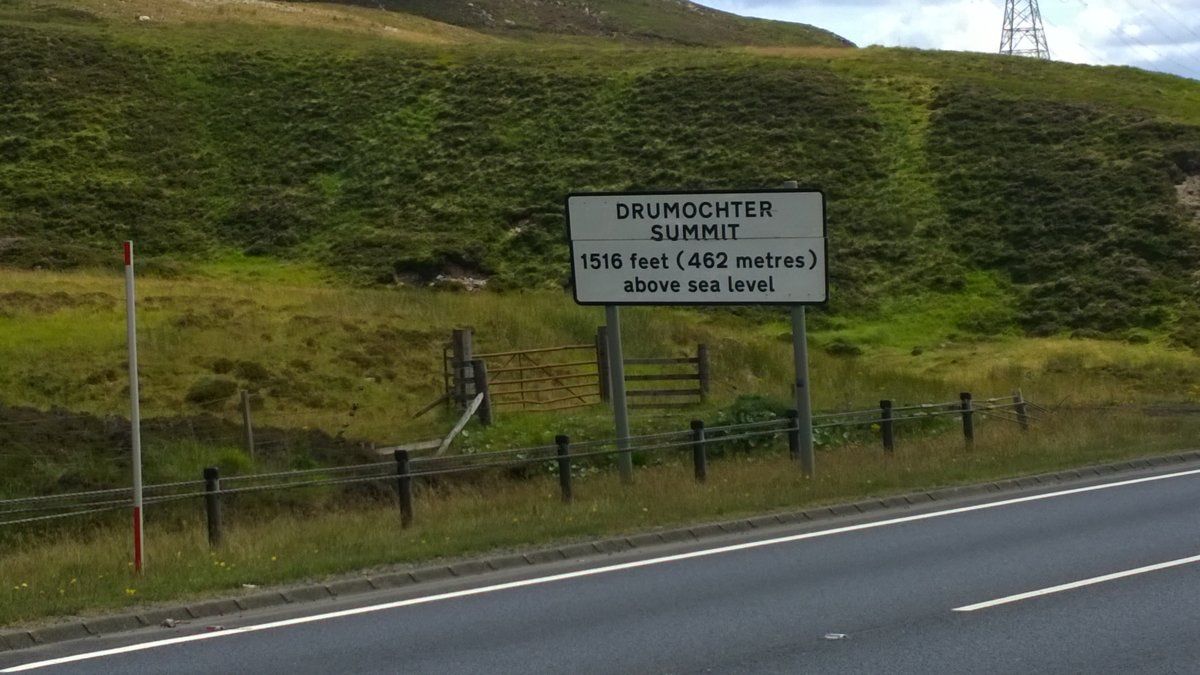 DRUMOCHTER
SUMMIT
1516 feet (462 metres)
above sea level